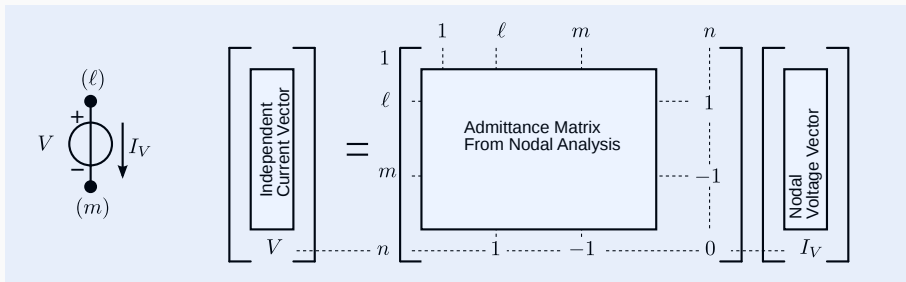 (ℓ)
+
V
I_V
−
(m)
Independent
Current Vector
V
=
1 ℓ m n
1
ℓ 1
Admittance Matrix
From Nodal Analysis
m −1
n 1 −1 0
Nodal
Voltage Vector
I_V